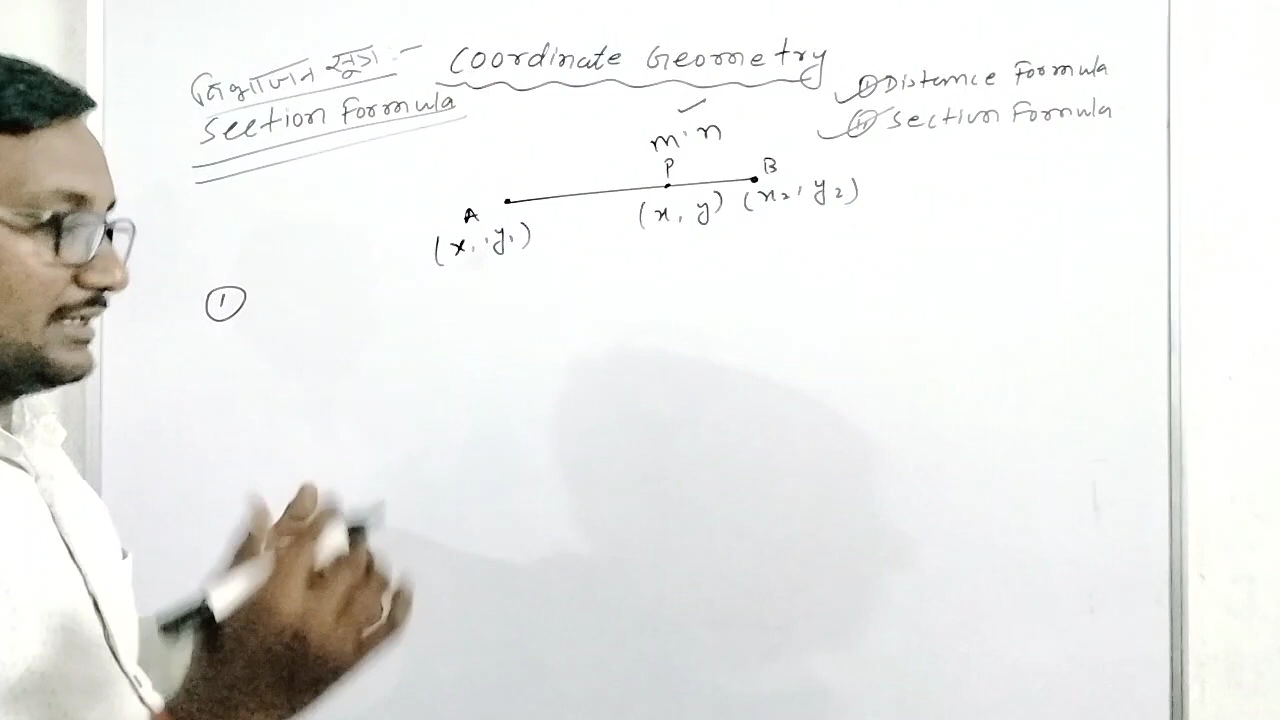 বিভাজন সূত্র :-
Section Formula
Coordinate Geometry
(i) Distance Formula
(ii) Section Formula
m:n
P
B
A
(x₁, y₁)
(x, y)
(x₂, y₂)
①